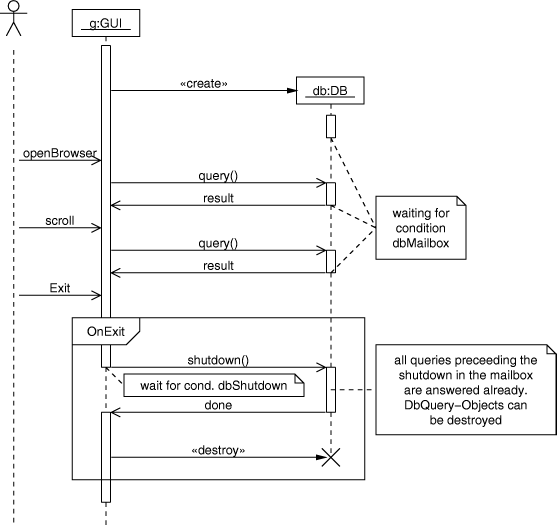 g:GUI
«create»
db:DB
openBrowser
query()
result
waiting for
condition
dbMailbox
scroll
query()
result
Exit
OnExit
shutdown()
wait for cond. dbShutdown
all queries preceeding the
shutdown in the mailbox
are answered already.
DbQuery-Objects can
be destroyed
done
«destroy»